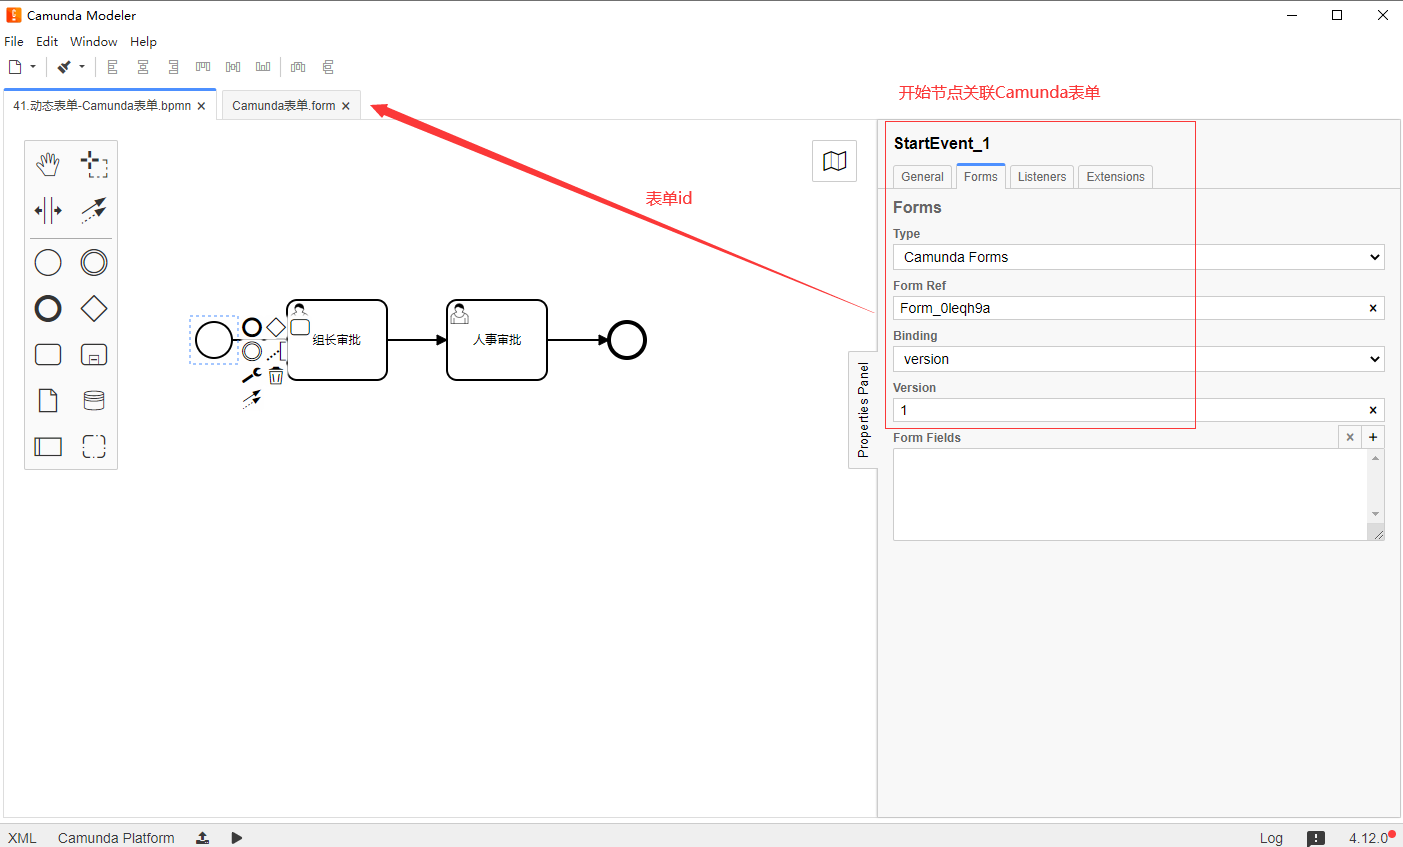 Camunda Modeler
File Edit Window Help
41.动态表单-Camunda表单.bpmn
Camunda表单.form
开始节点关联Camunda表单
表单id
组长审批
人事审批
Properties Panel
StartEvent_1
General Forms Listeners Extensions
Forms
Type
Camunda Forms
Form Ref
Form_0leqh9a
Binding
version
Version
1
Form Fields
XML Camunda Platform
Log 4.12.0